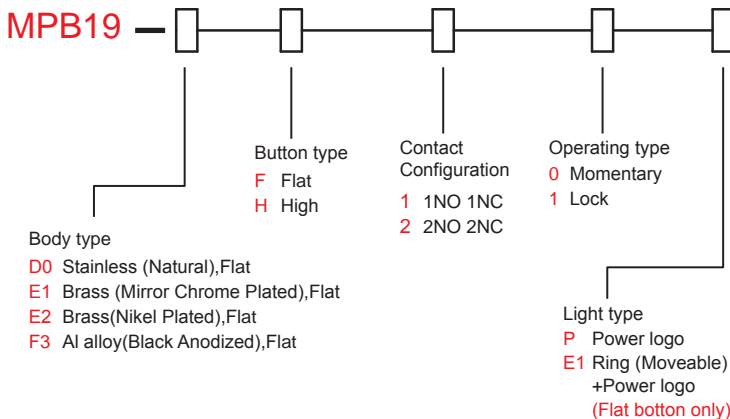 MPB19
Button type
F Flat
H High
Contact
Configuration
1 1NO 1NC
2 2NO 2NC
Operating type
0 Momentary
1 Lock
Body type
D0 Stainless (Natural),Flat
E1 Brass (Mirror Chrome Plated),Flat
E2 Brass(Nikel Plated),Flat
F3 Al alloy(Black Anodized),Flat
Light type
P Power logo
E1 Ring (Moveable)
+Power logo
(Flat botton only)